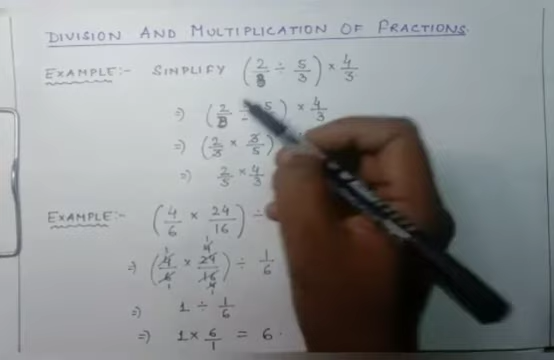 DIVISION AND MULTIPLICATION OF FRACTIONS.
EXAMPLE:- SIMPLIFY (2/3 ÷ 5/3) × 4/3
⇒ (2/3 ÷ 5) × 4/3
⇒ (2/3 × 3/5)
⇒ 2/5 × 4/3
EXAMPLE:- (4/6 × 24/16) ÷
⇒ (4/6 × 24/16) ÷ 1/6
⇒ 1 ÷ 1/6
⇒ 1 × 6/1 = 6.